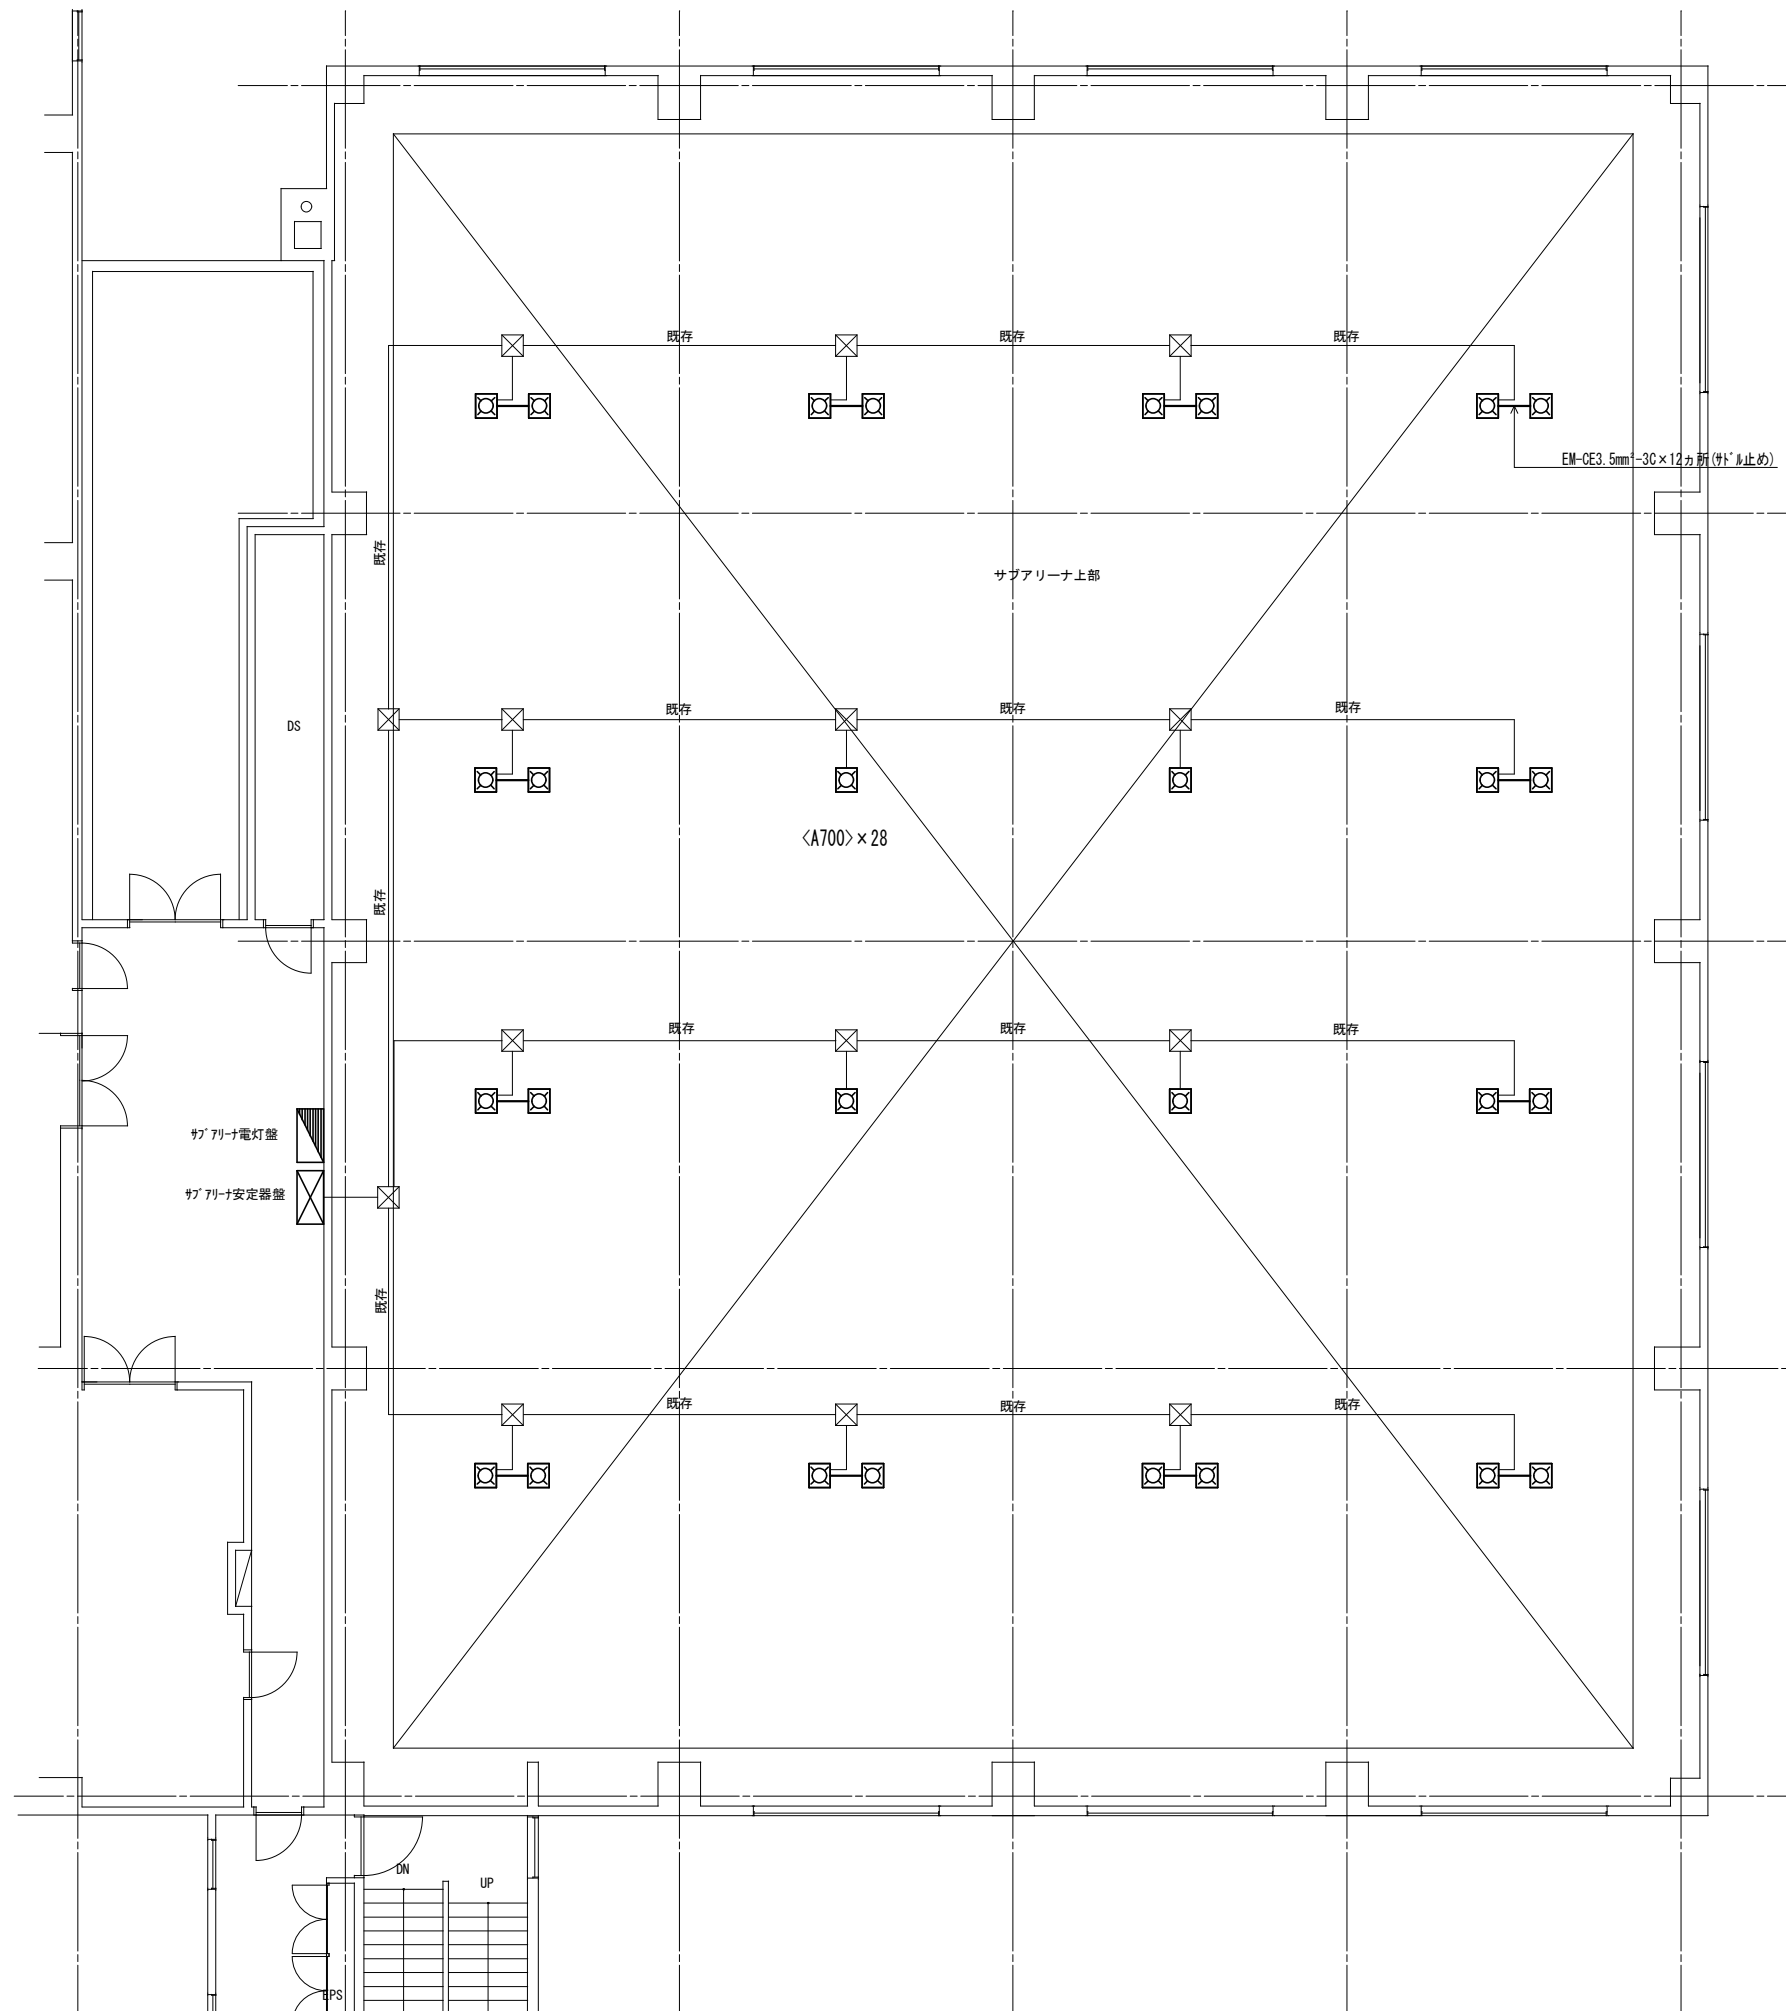 既存
既存
既存
EM-CE3.5mm²-3C×12ヵ所(ｻﾄﾞﾙ止め)
既存
サブアリーナ上部
既存
既存
既存
DS
〈A700〉×28
既存
既存
既存
既存
ｻﾌﾞｱﾘｰﾅ電灯盤
ｻﾌﾞｱﾘｰﾅ安定器盤
既存
既存
既存
既存
DN
UP
EPS